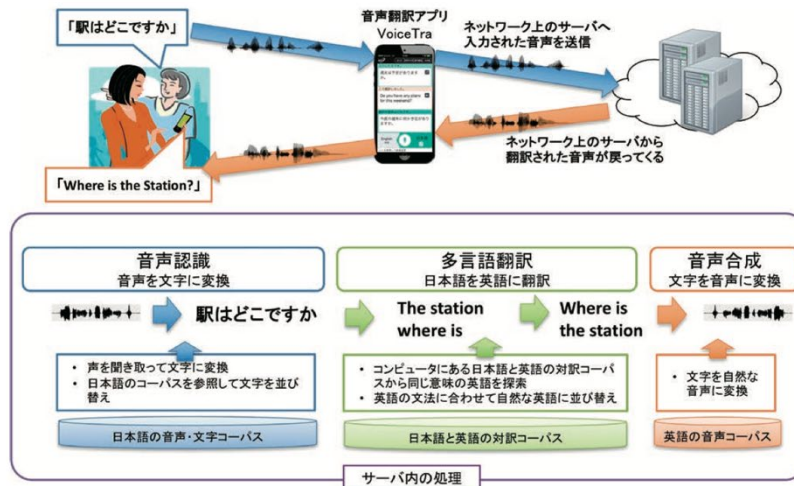 音声翻訳アプリ
VoiceTra
「駅はどこですか」
ネットワーク上のサーバへ
入力された音声を送信
ネットワーク上のサーバから
翻訳された音声が戻ってくる
「Where is the Station?」
音声認識
音声を文字に変換
多言語翻訳
日本語を英語に翻訳
音声合成
文字を音声に変換
駅はどこですか
The station
where is
Where is
the station
• 声を聞き取って文字に変換
• 日本語のコーパスを参照して文字を並び
替え
• コンピュータにある日本語と英語の対訳コーパ
スから同じ意味の英語を探索
• 英語の文法に合わせて自然な英語に並び替え
• 文字を自然な
音声に変換
日本語の音声・文字コーパス
日本語と英語の対訳コーパス
英語の音声コーパス
サーバ内の処理